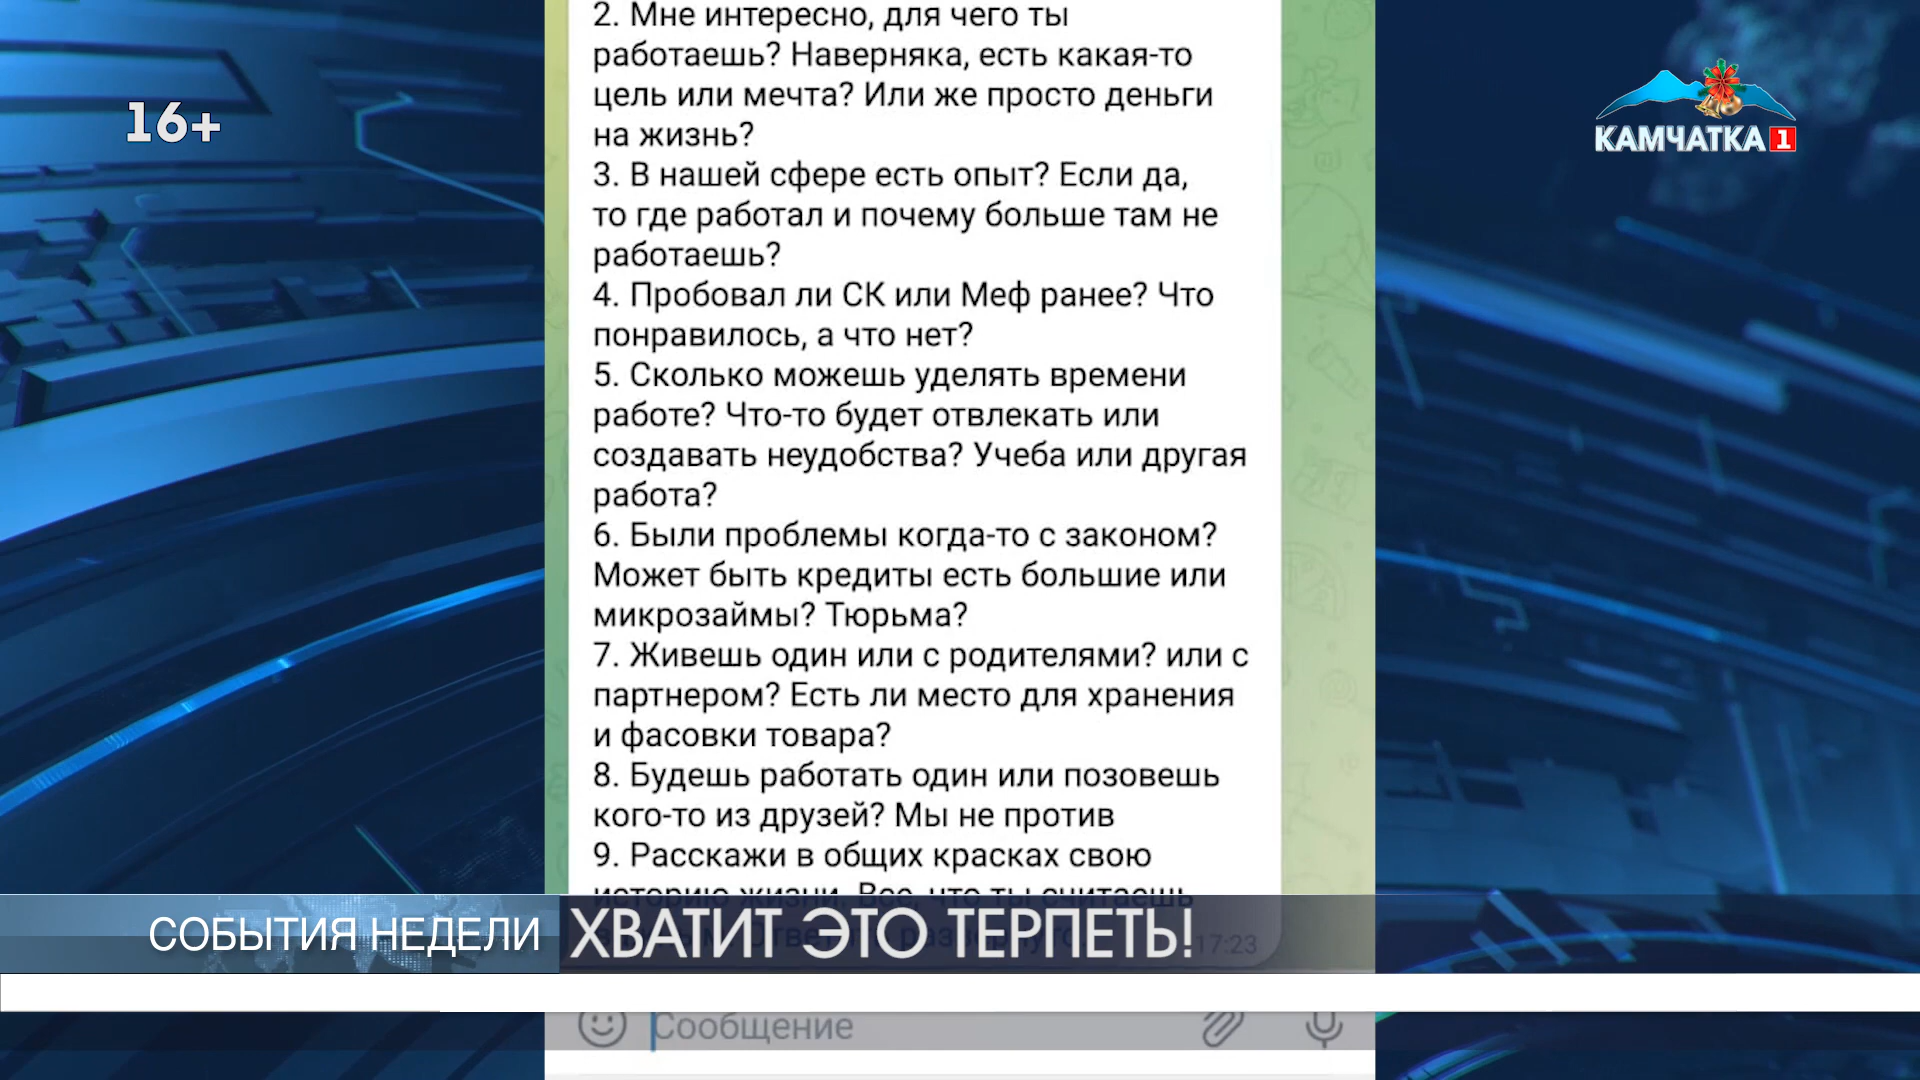 2. Мне интересно, для чего ты
работаешь? Наверняка, есть какая-то
цель или мечта? Или же просто деньги
на жизнь?
3. В нашей сфере есть опыт? Если да,
то где работал и почему больше там не
работаешь?
4. Пробовал ли СК или Меф ранее? Что
понравилось, а что нет?
5. Сколько можешь уделять времени
работе? Что-то будет отвлекать или
создавать неудобства? Учеба или другая
работа?
6. Были проблемы когда-то с законом?
Может быть кредиты есть большие или
микрозаймы? Тюрьма?
7. Живешь один или с родителями? или с
партнером? Есть ли место для хранения
и фасовки товара?
8. Будешь работать один или позовешь
кого-то из друзей? Мы не против
9. Расскажи в общих красках свою
историю жизни. Все, что ты считаешь
17:23
16+
КАМЧАТКА 1
СОБЫТИЯ НЕДЕЛИ
ХВАТИТ ЭТО ТЕРПЕТЬ!
Сообщение